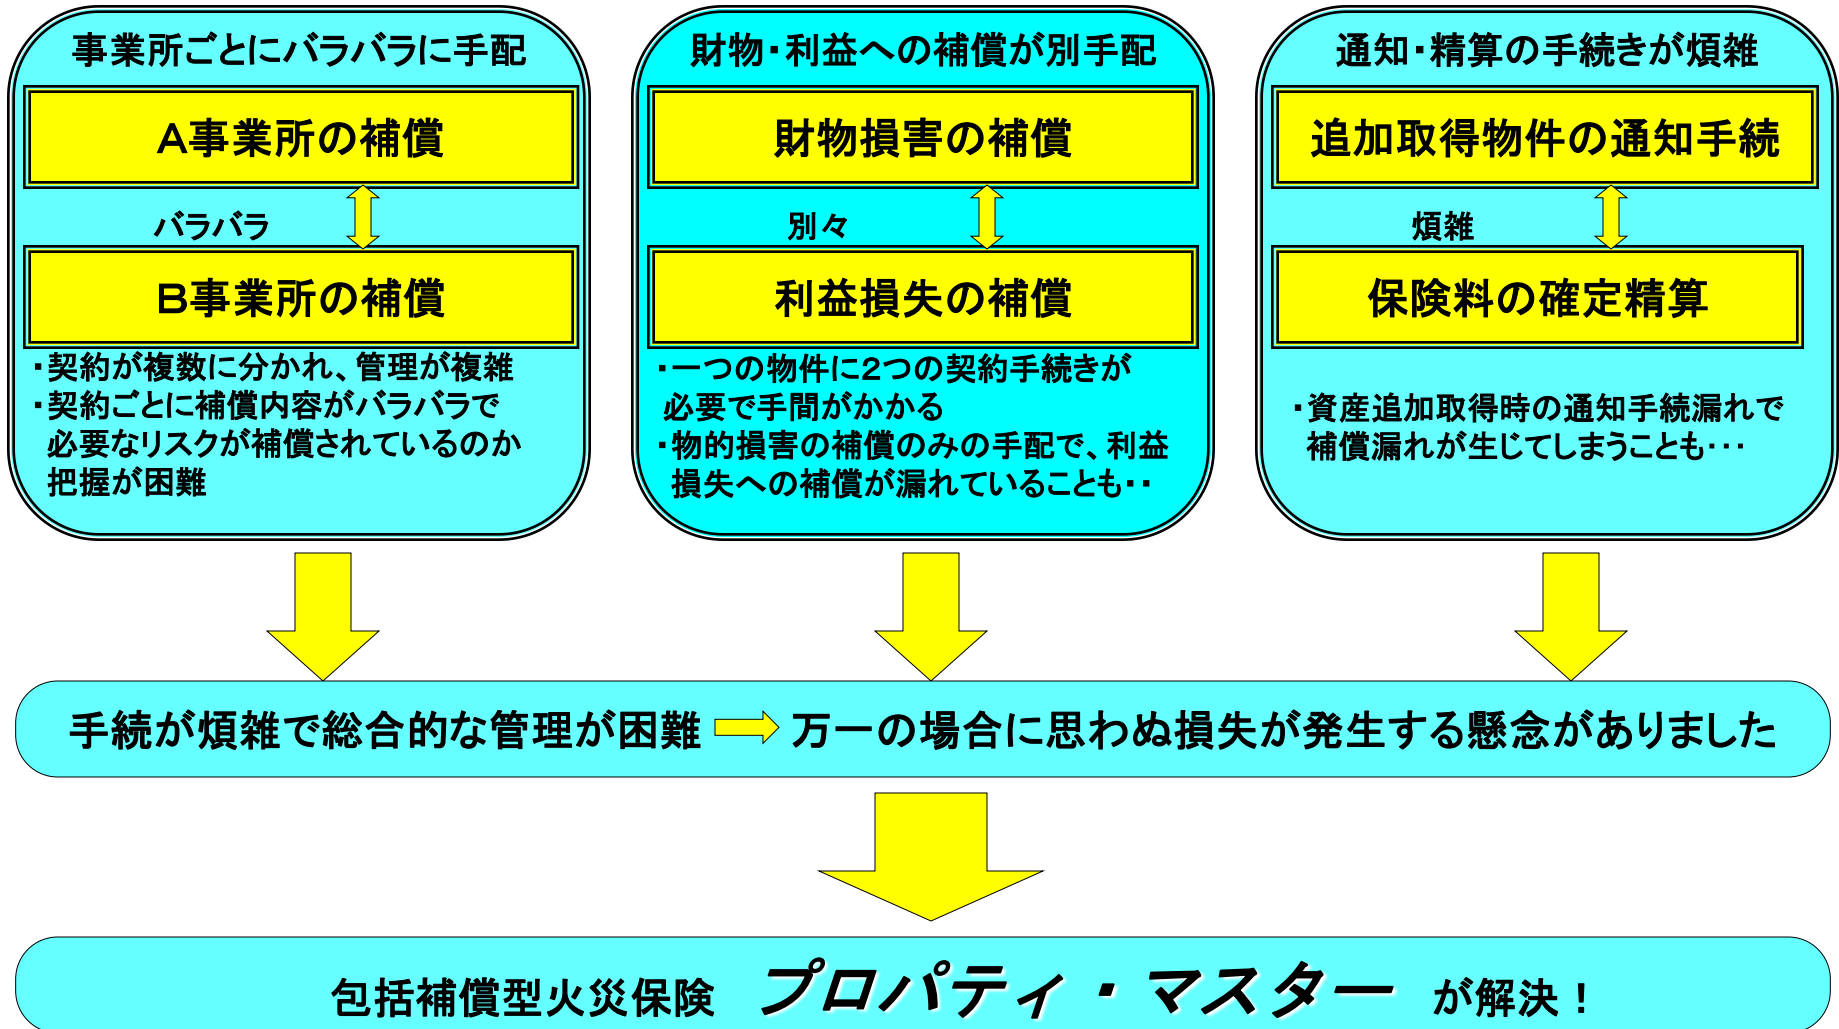 事業所ごとにバラバラに手配
A事業所の補償
バラバラ
B事業所の補償
・契約が複数に分かれ、管理が複雑
・契約ごとに補償内容がバラバラで
必要なリスクが補償されているのか
把握が困難
財物・利益への補償が別手配
財物損害の補償
別々
利益損失の補償
・一つの物件に2つの契約手続きが
必要で手間がかかる
・物的損害の補償のみの手配で、利益
損失への補償が漏れていることも・・
通知・精算の手続きが煩雑
追加取得物件の通知手続
煩雑
保険料の確定精算
・資産追加取得時の通知手続漏れで
補償漏れが生じてしまうことも・・・
手続が煩雑で総合的な管理が困難 万一の場合に思わぬ損失が発生する懸念がありました
包括補償型火災保険 プロパティ・マスター が解決!